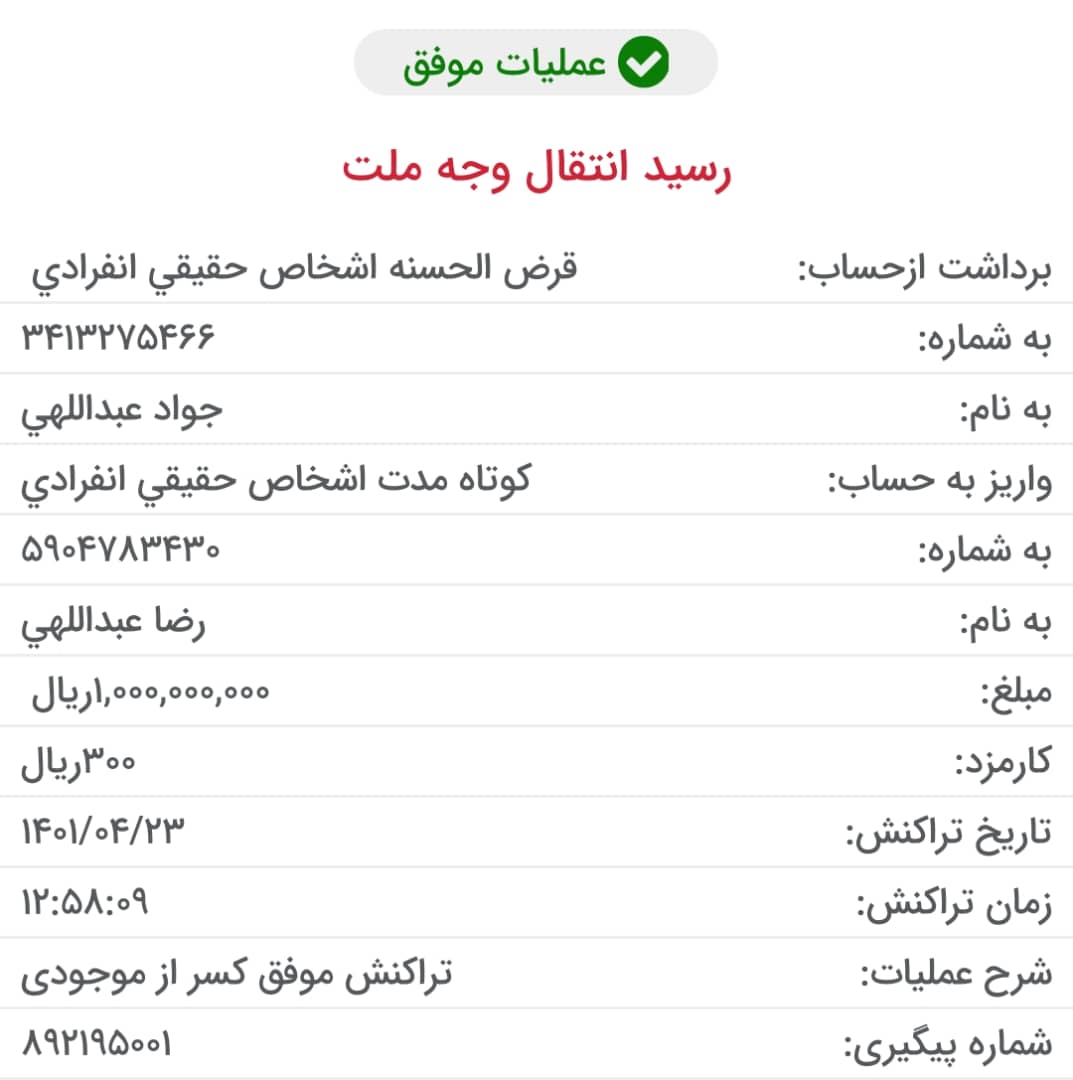 عملیات موفق
رسید انتقال وجه ملت
برداشت ازحساب: قرض الحسنه اشخاص حقيقي انفرادي
به شماره: ۳۴۱۳۲۷۵۴۶۶
به نام: جواد عبداللهي
واریز به حساب: کوتاه مدت اشخاص حقيقي انفرادي
به شماره: ۵۹۰۴۷۸۳۴۳۰
به نام: رضا عبداللهي
مبلغ: ۱,۰۰۰,۰۰۰,۰۰۰ریال
کارمزد: ۳۰۰ریال
تاریخ تراکنش: ۱۴۰۱/۰۴/۲۳
زمان تراکنش: ۱۲:۵۸:۰۹
شرح عملیات: تراکنش موفق کسر از موجودی
شماره پیگیری: ۸۹۲۱۹۵۰۰۱